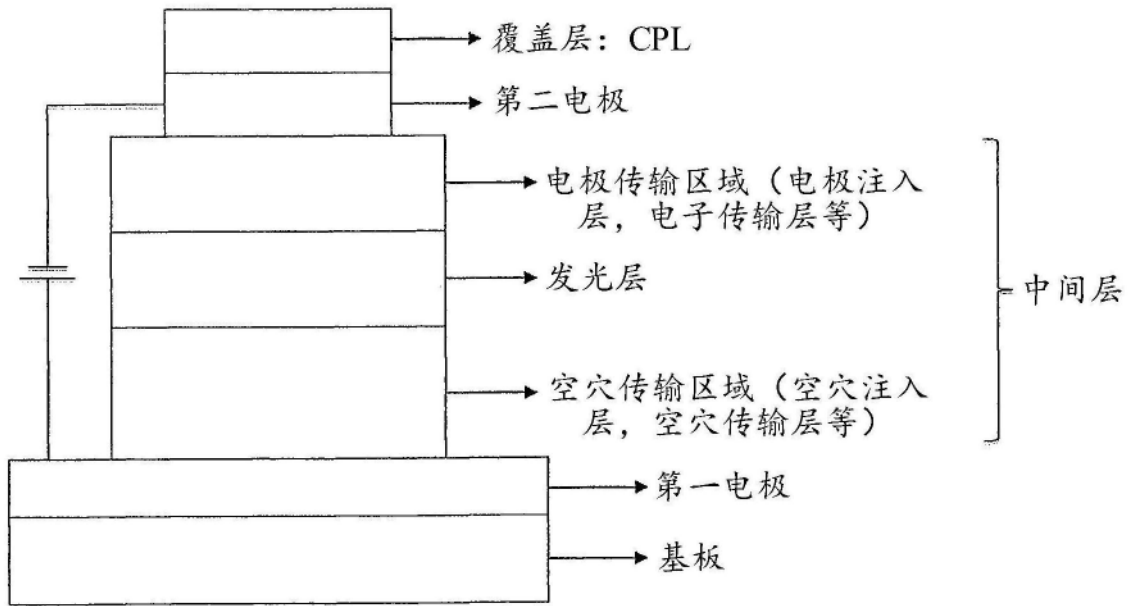 覆盖层：CPL
第二电极
电极传输区域（电极注入
层，电子传输层等）
发光层
中间层
空穴传输区域（空穴注入
层，空穴传输层等）
第一电极
基板